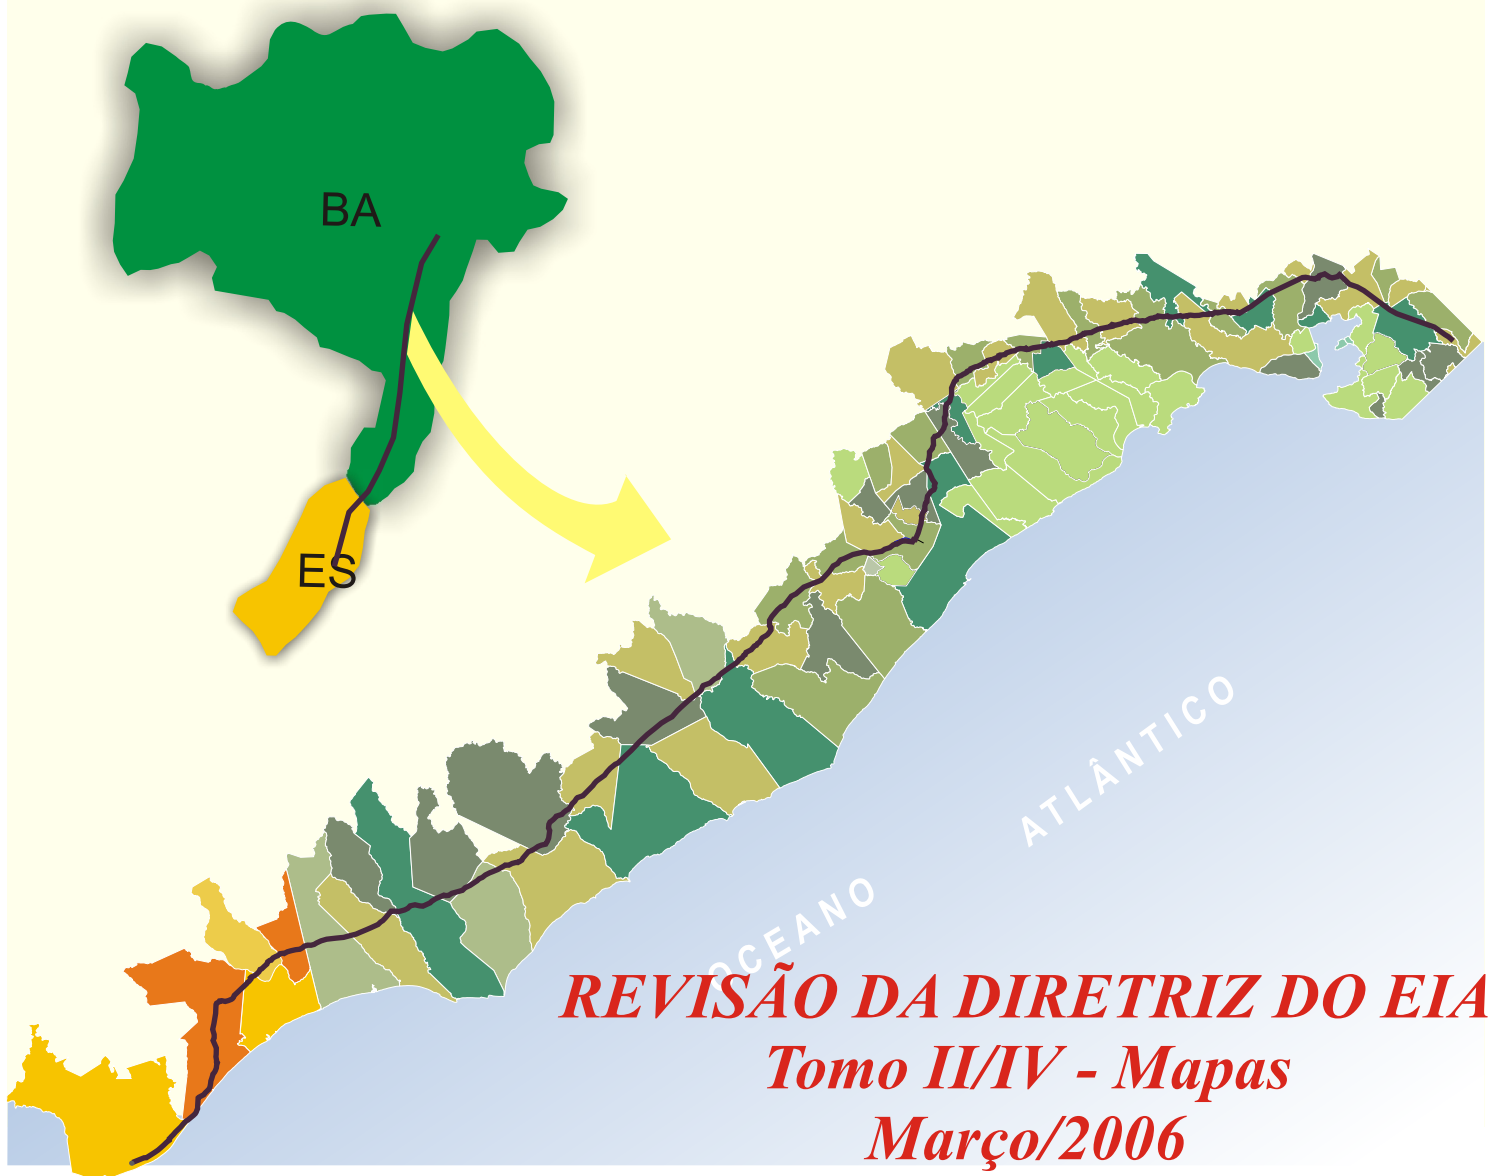 BA
ES
OCEANO ATLÂNTICO
REVISÃO DA DIRETRIZ DO EIA
Tomo II/IV - Mapas
Março/2006